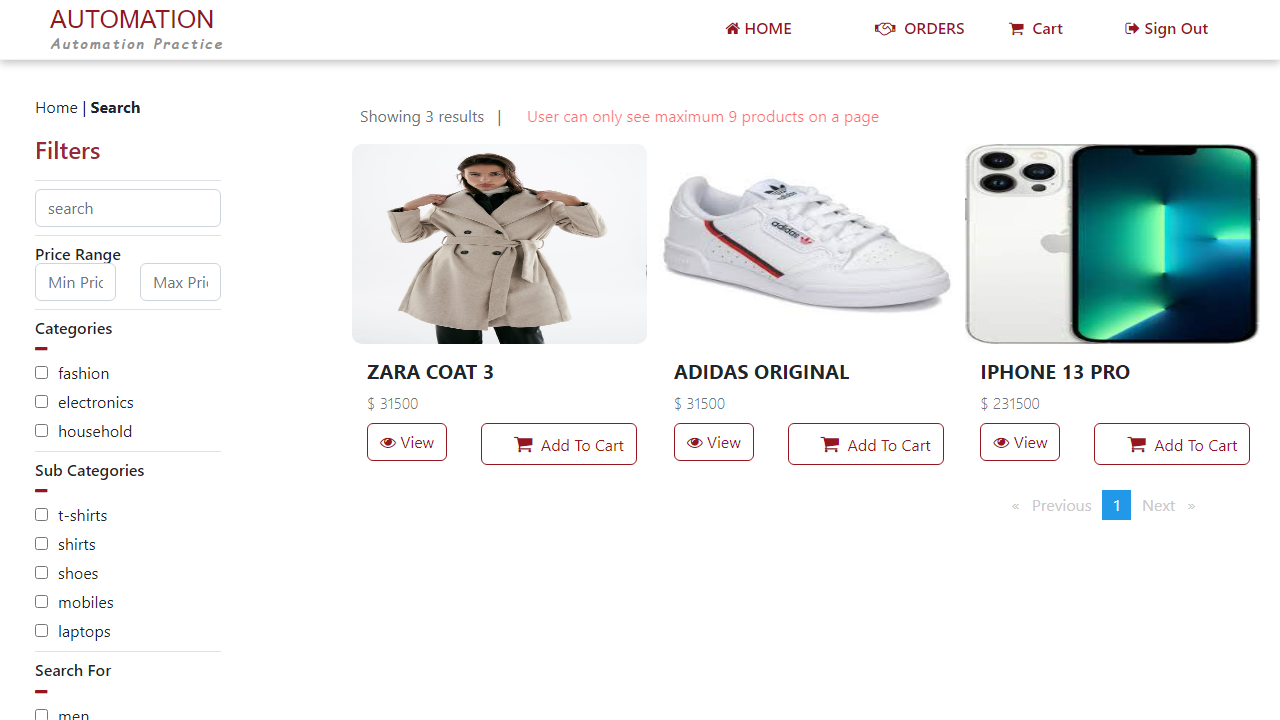 AUTOMATION
Automation Practice
HOME
ORDERS
Cart
Sign Out
Home | Search
Filters
search
Price Range
Min Pric
Max Pric
Categories
fashion
electronics
household
Sub Categories
t-shirts
shirts
shoes
mobiles
laptops
Search For
men
Showing 3 results |
User can only see maximum 9 products on a page
adidas
adidas
ZARA COAT 3
$ 31500
View
Add To Cart
ADIDAS ORIGINAL
$ 31500
View
Add To Cart
IPHONE 13 PRO
$ 231500
View
Add To Cart
« Previous 1 Next »